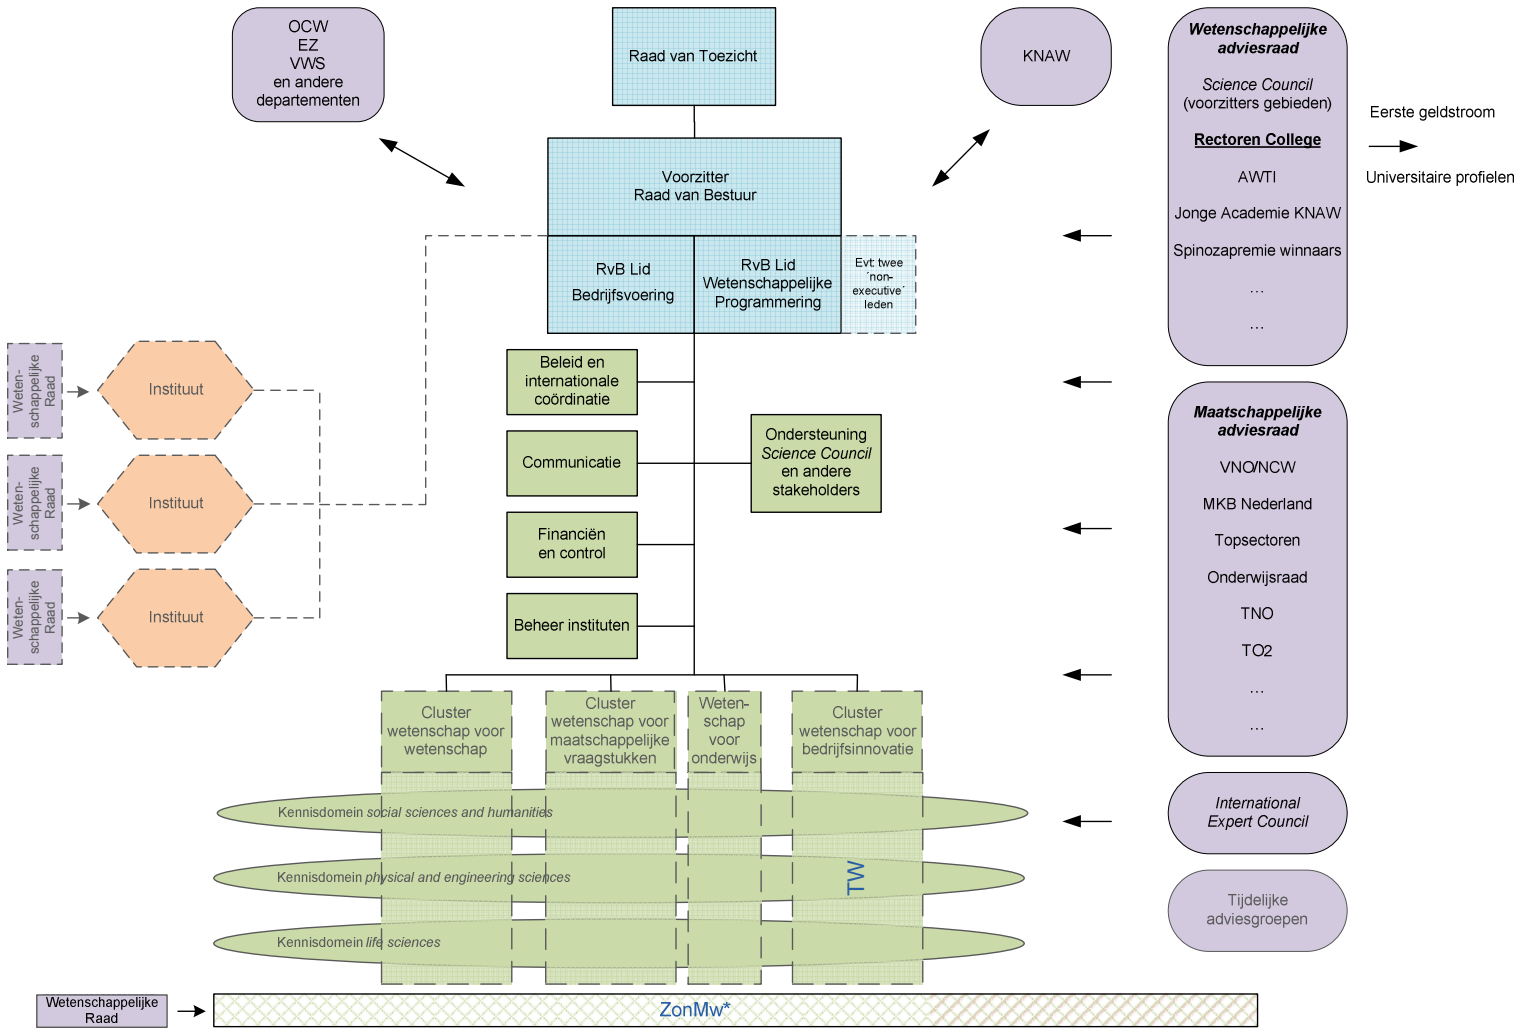 OCW
EZ
VWS
en andere
departementen
Raad van Toezicht
KNAW
Voorzitter
Raad van Bestuur
RvB Lid
Bedrijfsvoering
RvB Lid
Wetenschappelijke
Programmering
Evt: twee
´non-
executive´
leden
Wetenschappelijke
adviesraad
Science Council
(voorzitters gebieden)
Rectoren College
AWTI
Jonge Academie KNAW
Spinozapremie winnaars
...
...
Eerste geldstroom
Universitaire profielen
Weten-
schappelijke
Raad
Instituut
Weten-
schappelijke
Raad
Instituut
Weten-
schappelijke
Raad
Instituut
Beleid en
internationale
coördinatie
Communicatie
Ondersteuning
Science Council
en andere
stakeholders
Financiën
en control
Beheer instituten
Maatschappelijke
adviesraad
VNO/NCW
MKB Nederland
Topsectoren
Onderwijsraad
TNO
TO2
...
...
Cluster
wetenschap voor
wetenschap
Cluster
wetenschap voor
maatschappelijke
vraagstukken
Weten-
schap
voor
onderwijs
Cluster
wetenschap voor
bedrijfsinnovatie
Kennisdomein social sciences and humanities
Kennisdomein physical and engineering sciences
TW
Kennisdomein life sciences
International
Expert Council
Tijdelijke
adviesgroepen
Wetenschappelijke
Raad
ZonMw*